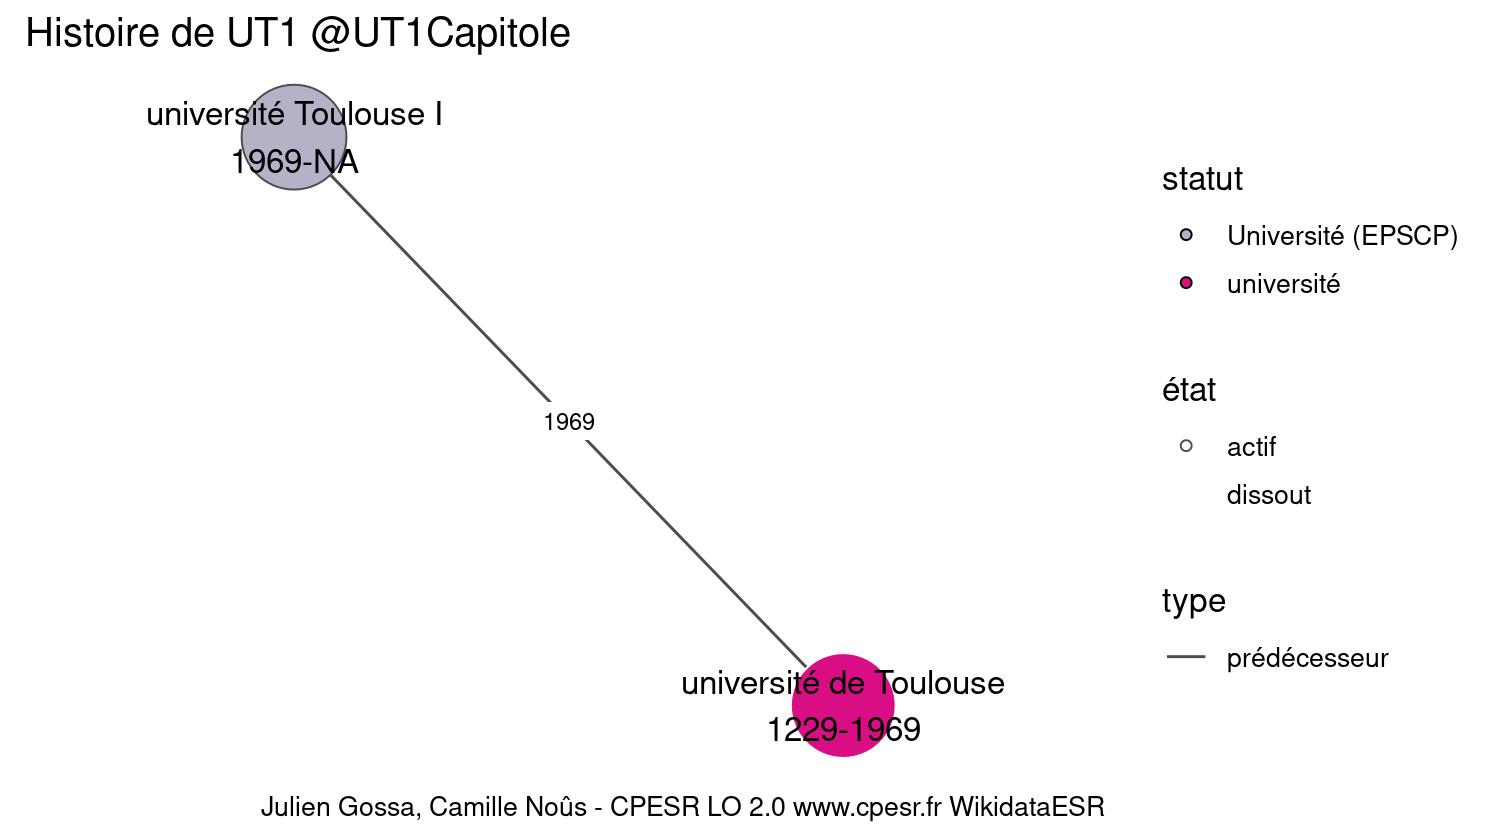 Histoire de UT1 @UT1Capitole
université Toulouse I
1969-NA
1969
université de Toulouse
1229-1969
statut
Université (EPSCP)
université
état
actif
dissout
type
prédécesseur
Julien Gossa, Camille Noûs - CPESR LO 2.0 www.cpesr.fr WikidataESR